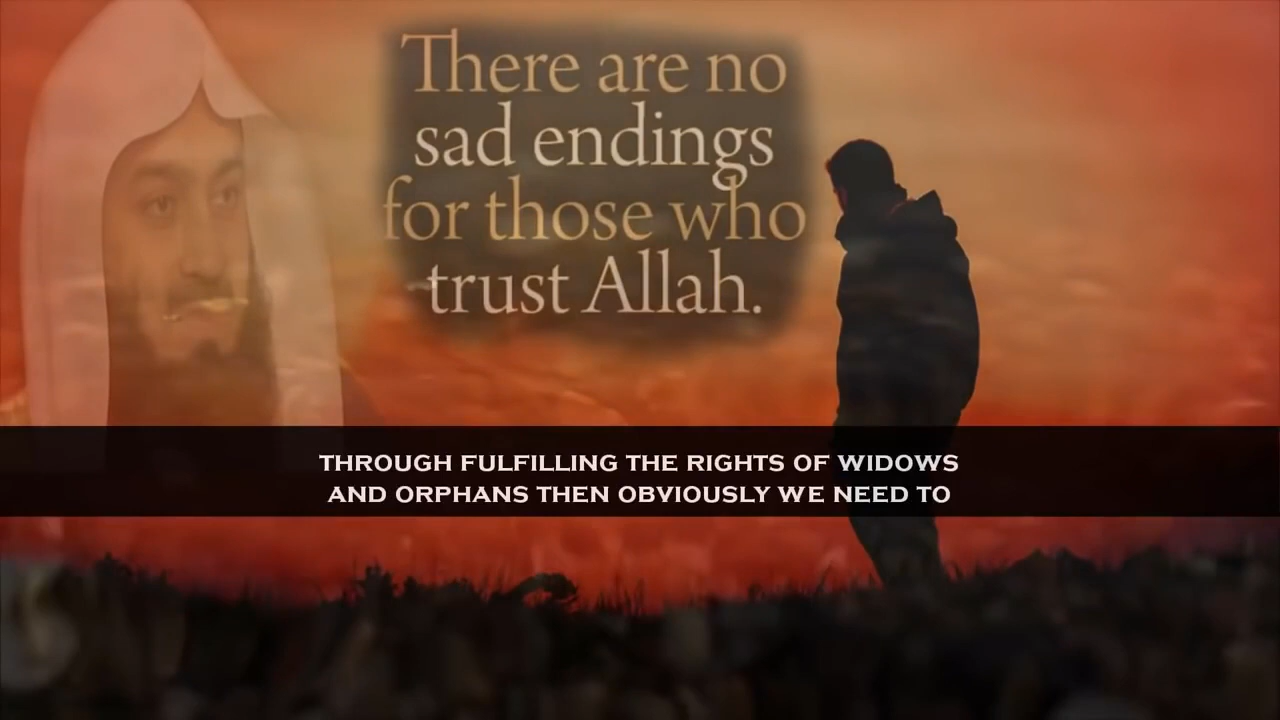 There are no
sad endings
for those who
trust Allah.
THROUGH FULFILLING THE RIGHTS OF WIDOWS
AND ORPHANS THEN OBVIOUSLY WE NEED TO